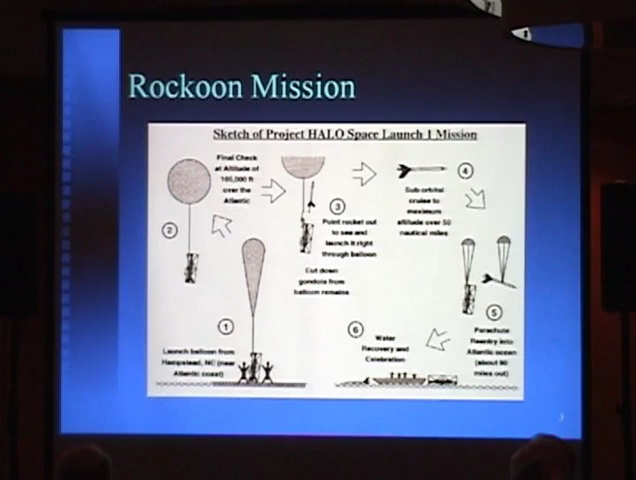 Rockoon Mission
Sketch of Project HALO Space Launch 1 Mission
Final Check
at Altitude of
105,000 ft
over the
Atlantic
2
3
Point rocket out
to sea and
launch it right
through balloon
Cut down
gondola from
balloon remains
4
Sub orbital
cruise to
maximum
altitude over 50
nautical miles
1
Launch balloon from
Hampstead, NC (near
Atlantic coast)
6
Water
Recovery and
Celebration
5
Parachute
Reentry into
Atlantic ocean
(about 60
miles out)